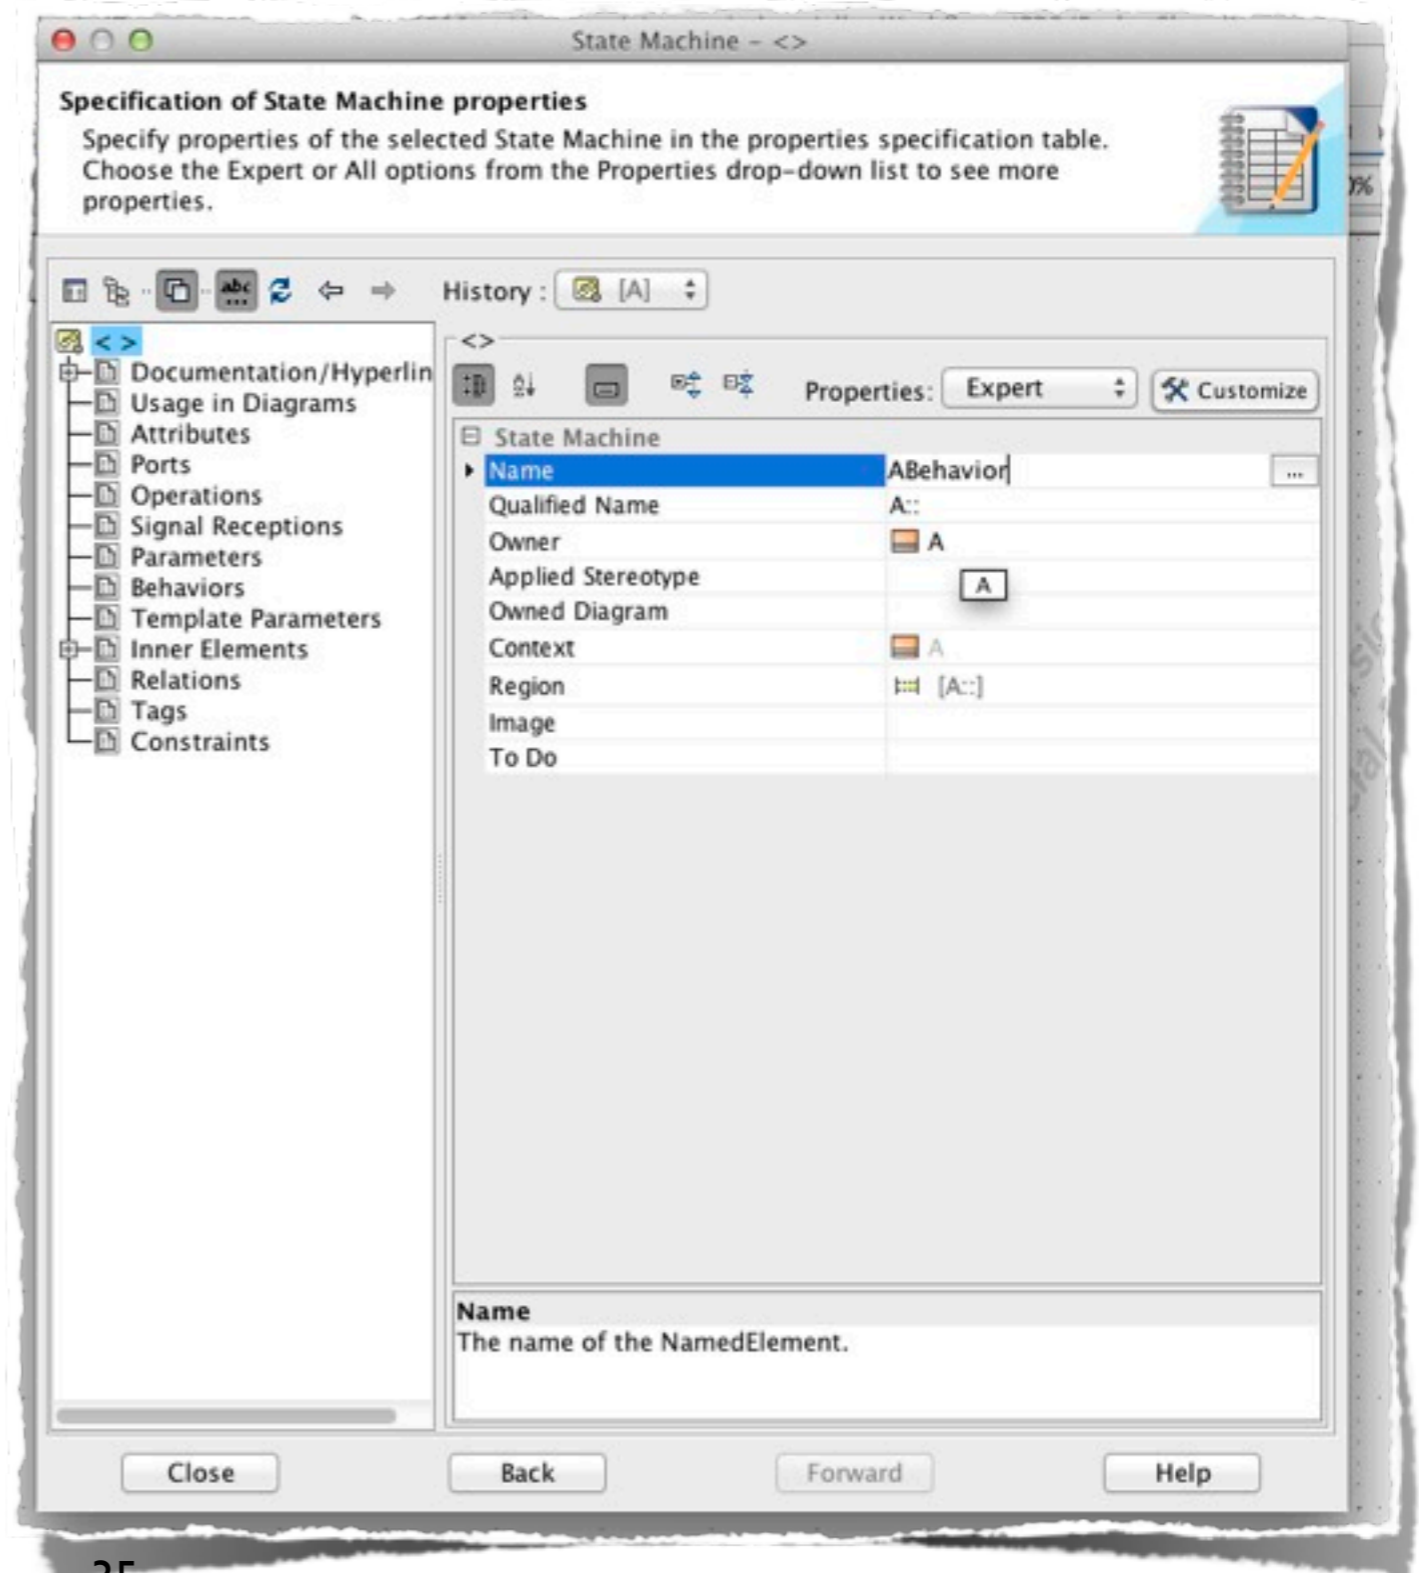 State Machine - <>
Specification of State Machine properties
Specify properties of the selected State Machine in the properties specification table.
Choose the Expert or All options from the Properties drop-down list to see more
properties.
%
History : [A]
abc
< >
Documentation/Hyperlin
Usage in Diagrams
Attributes
Ports
Operations
Signal Receptions
Parameters
Behaviors
Template Parameters
Inner Elements
Relations
Tags
Constraints
<>
Properties: Expert Customize
State Machine
Name ABehavior ...
Qualified Name A::
Owner A
Applied Stereotype
A
Owned Diagram
Context A
Region [A::]
Image
To Do
Name
The name of the NamedElement.
Close Back Forward Help